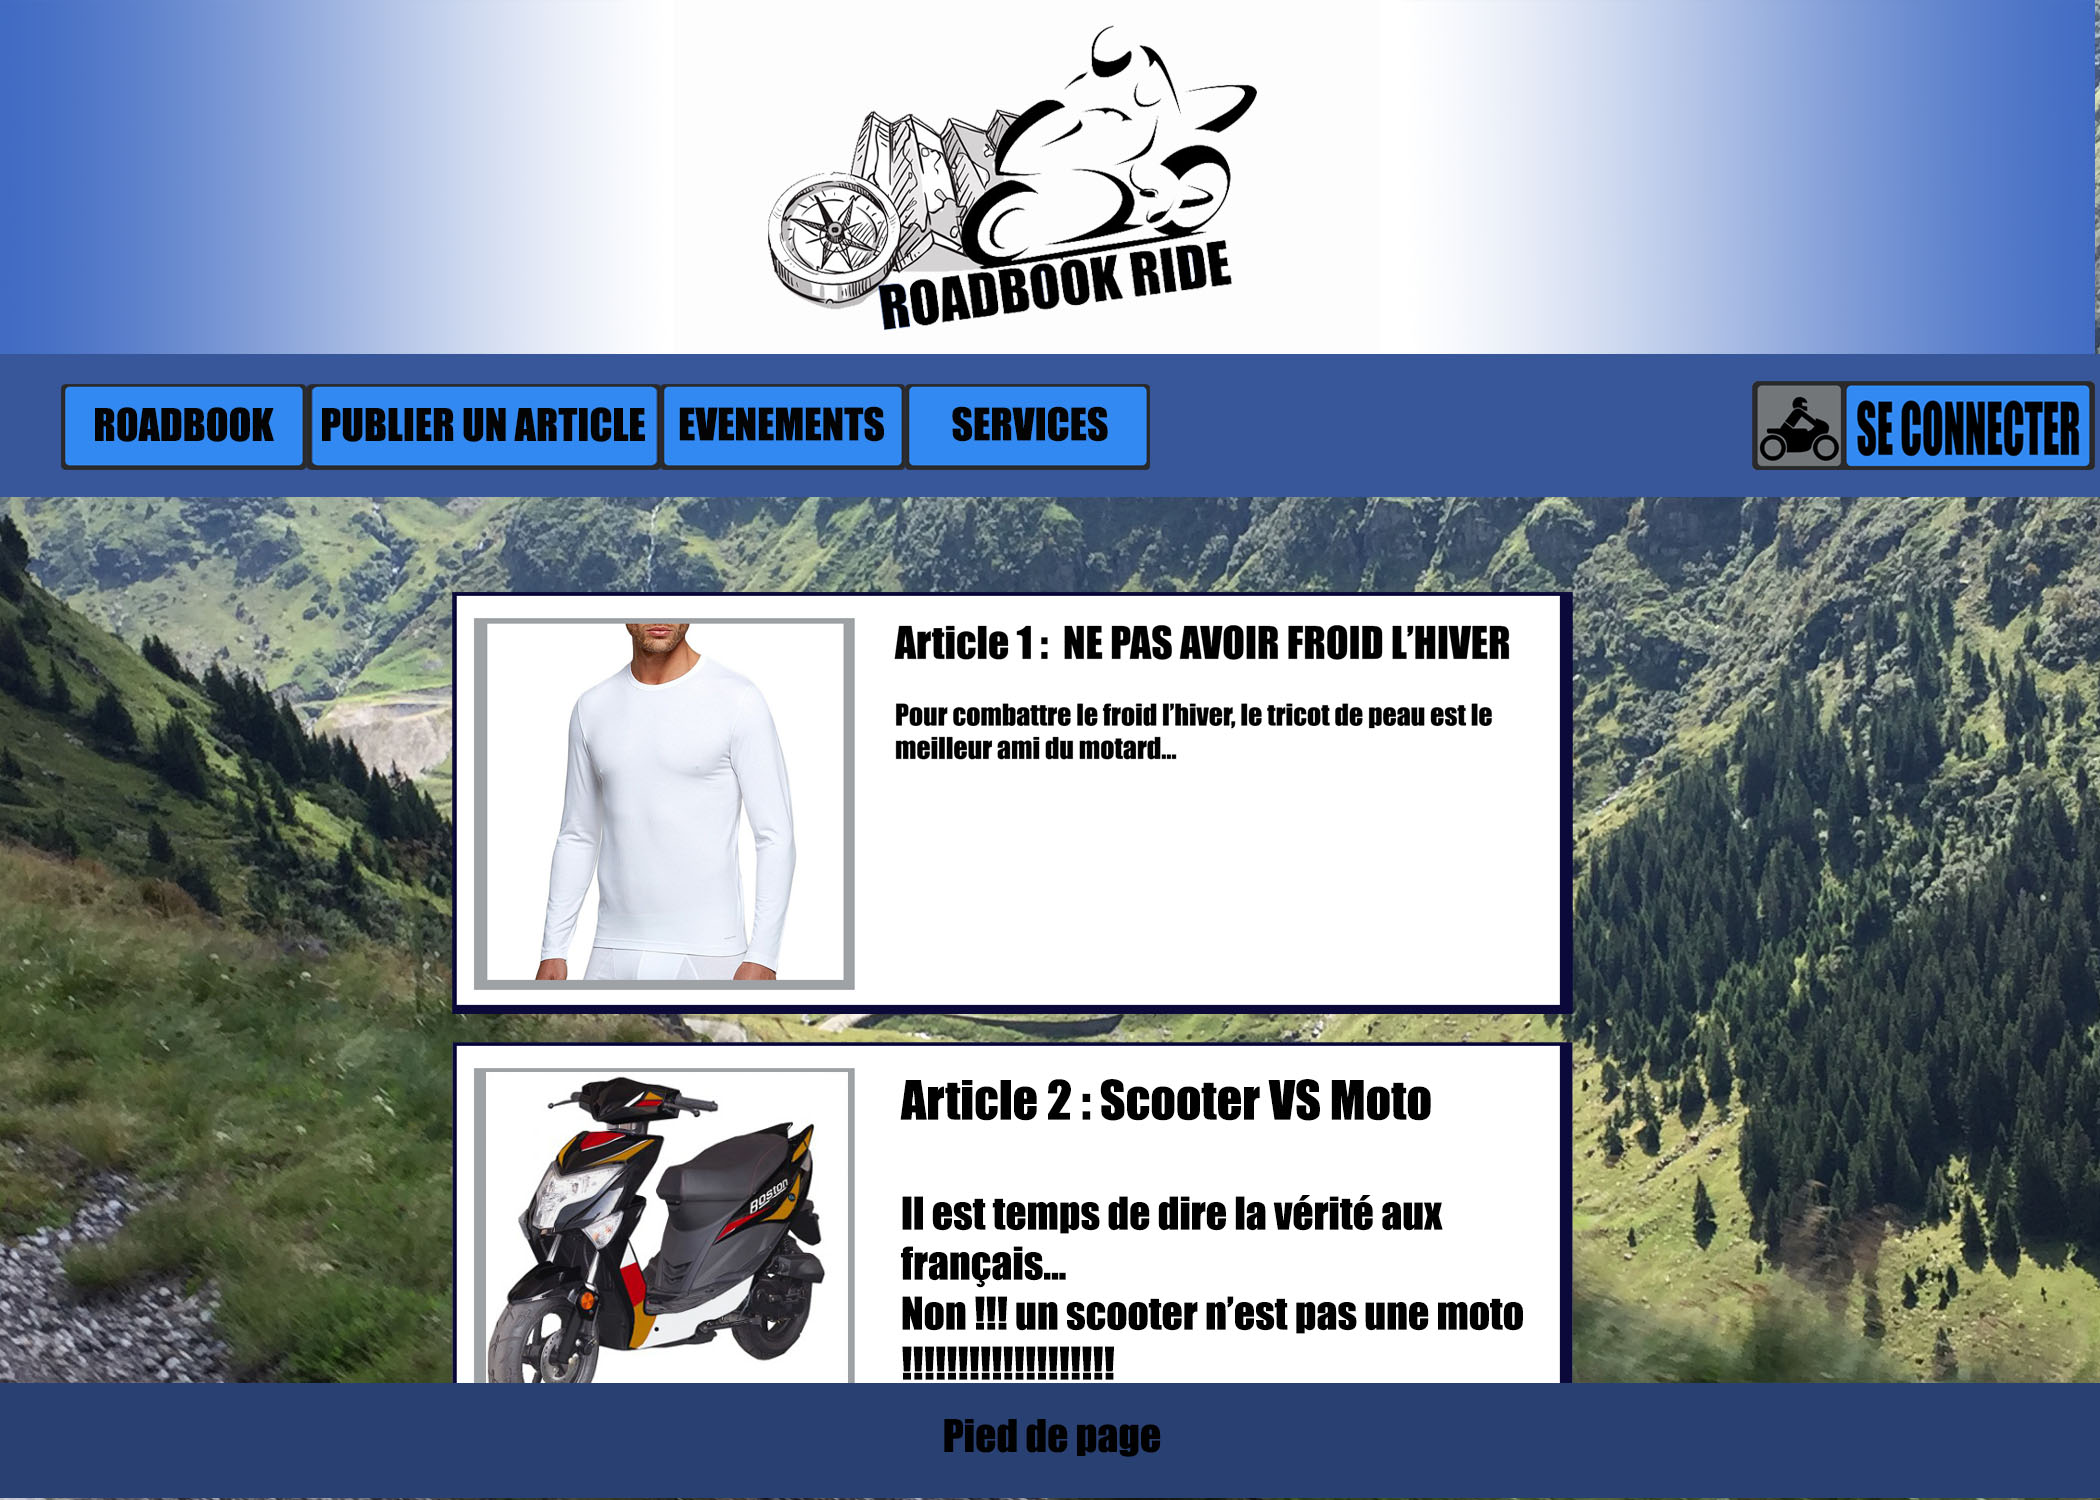 ROADBOOK RIDE
ROADBOOK
PUBLIER UN ARTICLE
EVENEMENTS
SERVICES
SE CONNECTER
Article 1 : NE PAS AVOIR FROID L’HIVER
Pour combattre le froid l’hiver, le tricot de peau est le
meilleur ami du motard...
Article 2 : Scooter VS Moto
Boston
Il est temps de dire la vérité aux
français...
Non !!! un scooter n’est pas une moto
!!!!!!!!!!!!!!!!!!!
Pied de page